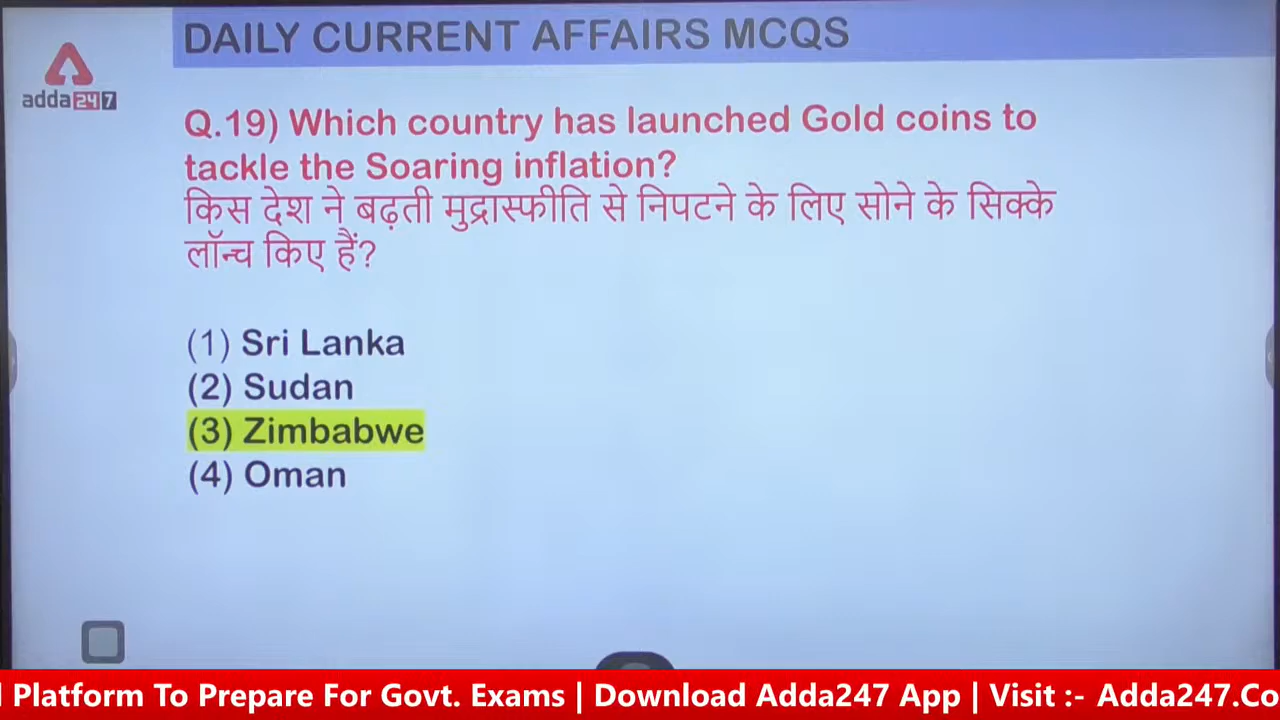 DAILY CURRENT AFFAIRS MCQS
adda247
Q.19) Which country has launched Gold coins to
tackle the Soaring inflation?
किस देश ने बढ़ती मुद्रास्फीति से निपटने के लिए सोने के सिक्के
लॉन्च किए हैं?
(1) Sri Lanka
(2) Sudan
(3) Zimbabwe
(4) Oman
Platform To Prepare For Govt. Exams | Download Adda247 App | Visit :- Adda247.Co